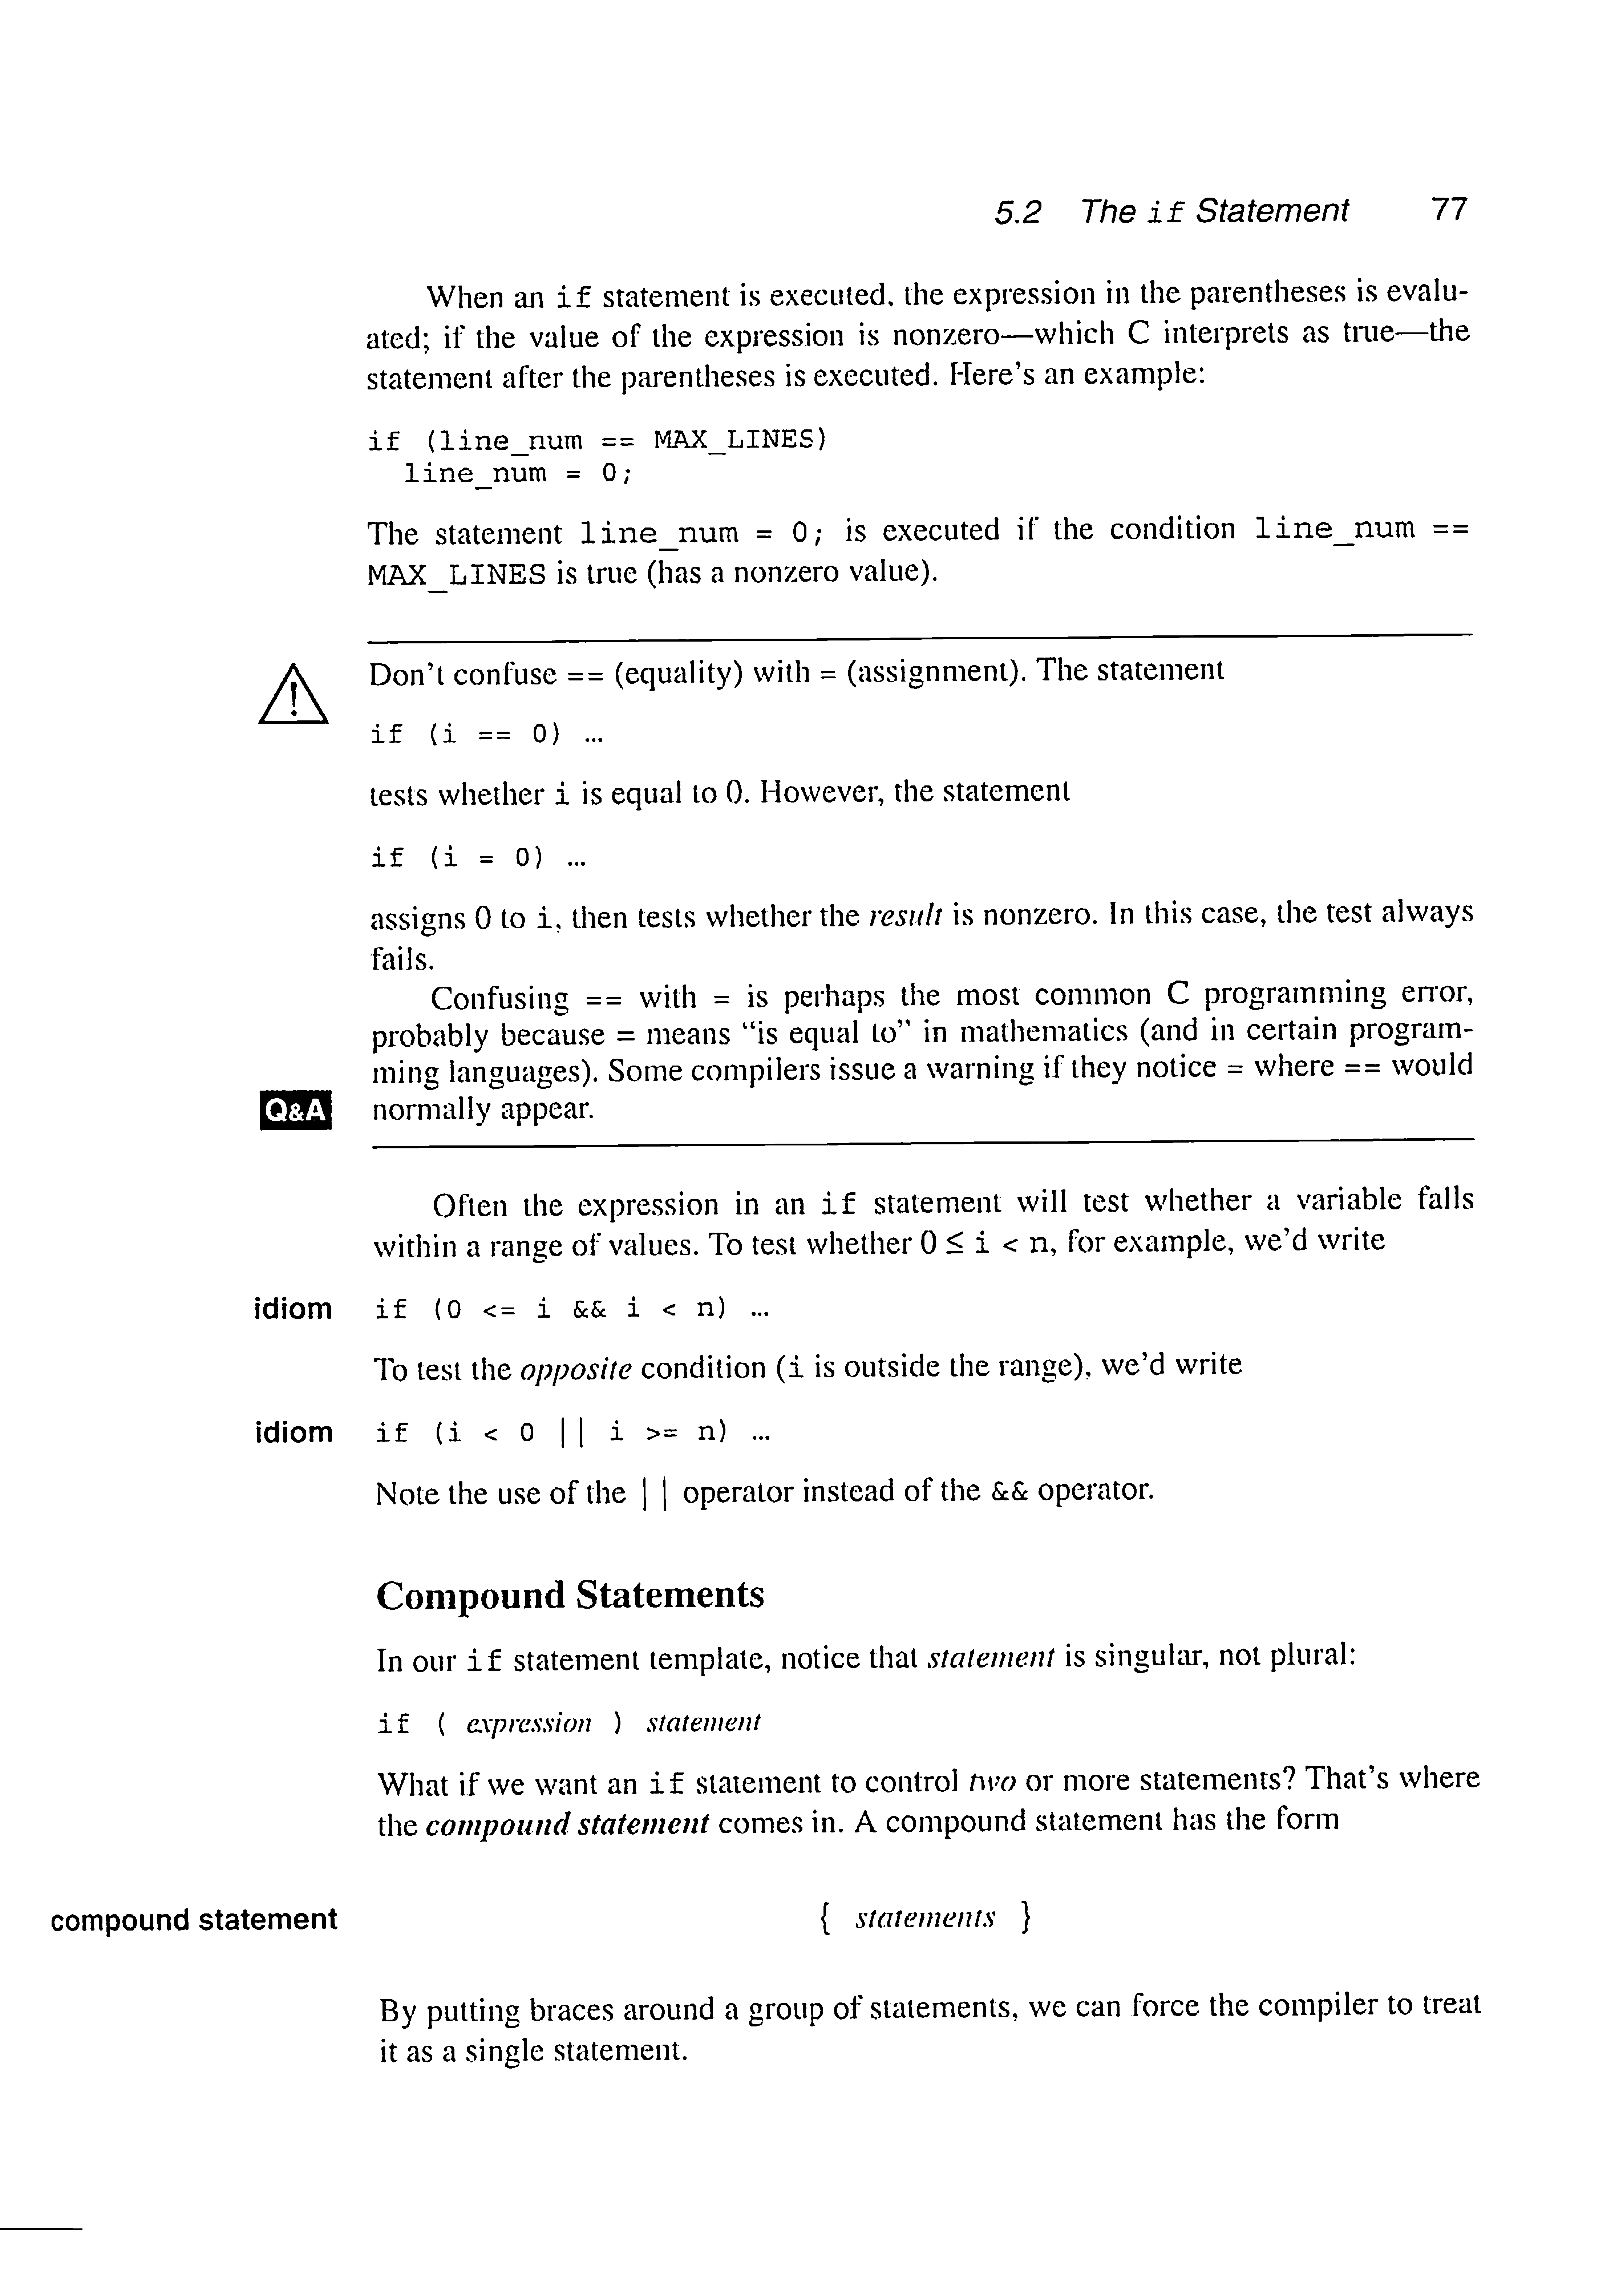 5.2 The if Statement 77
When an if statement is executed, the expression in the parentheses is evalu-
ated; if the value of the expression is nonzero—which C interprets as true—the
statement after the parentheses is executed. Here's an example:
if (line_num == MAX_LINES)
line_num = 0;
The statement line_num = 0; is executed if the condition line_num ==
MAX_LINES is true (has a nonzero value).
Don't confuse == (equality) with = (assignment). The statement
if (i == 0) …
tests whether i is equal to 0. However, the statement
if (i = 0) …
assigns 0 to i, then tests whether the result is nonzero. In this case, the test always
fails.
Confusing == with = is perhaps the most common C programming error,
probably because = means “is equal to” in mathematics (and in certain program-
ming languages). Some compilers issue a warning if they notice = where == would
Q&A normally appear.
Often the expression in an if statement will test whether a variable falls
within a range of values. To test whether 0 ≤ i < n, for example, we'd write
idiom if (0 <= i && i < n) …
To test the opposite condition (i is outside the range), we'd write
idiom if (i < 0 || i >= n) …
Note the use of the || operator instead of the && operator.
Compound Statements
In our if statement template, notice that statement is singular, not plural:
if ( expression ) statement
What if we want an if statement to control two or more statements? That's where
the compound statement comes in. A compound statement has the form
compound statement { statements }
By putting braces around a group of statements, we can force the compiler to treat
it as a single statement.